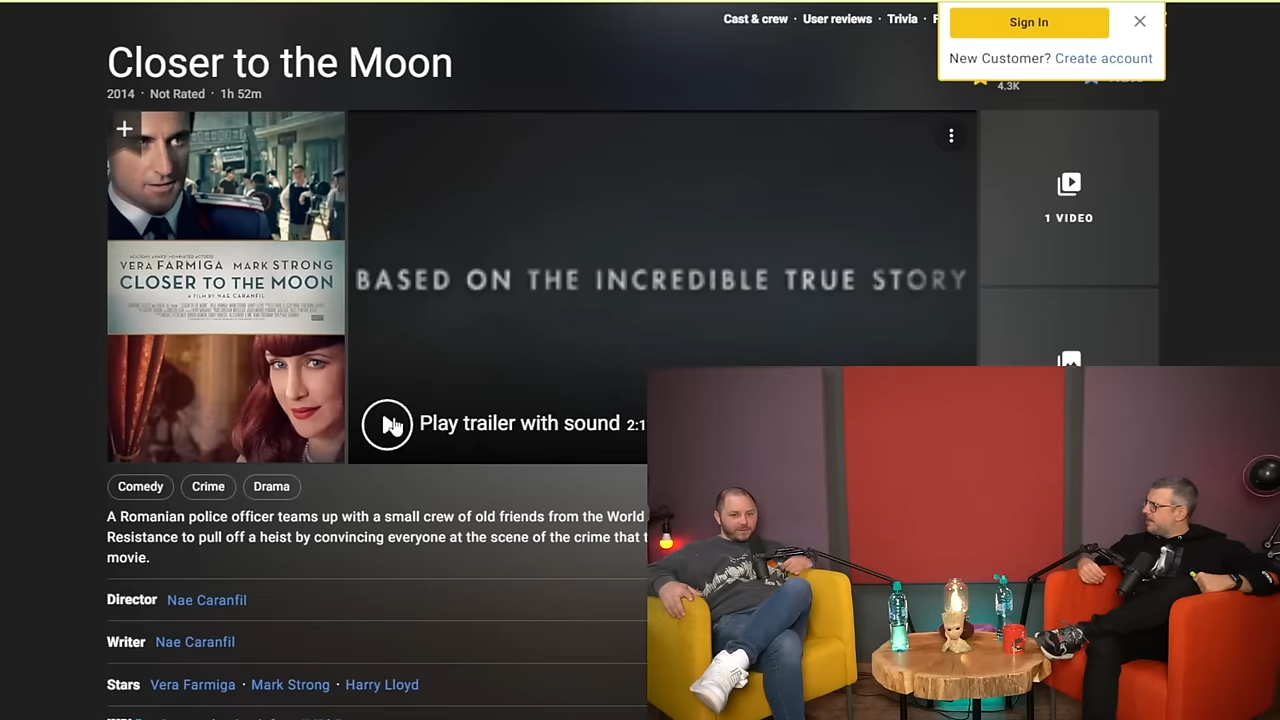 Cast & crew · User reviews · Trivia
Sign In
New Customer? Create account
Closer to the Moon
2014 · Not Rated · 1h 52m
4.3K
ACADEMY AWARD NOMINATED ACTRESS
VERA FARMIGA MARK STRONG
CLOSER TO THE MOON
A FILM BY NAE CARANFIL
BASED ON THE INCREDIBLE TRUE STORY
1 VIDEO
Play trailer with sound
Comedy
Crime
Drama
A Romanian police officer teams up with a small crew of old friends from the World
Resistance to pull off a heist by convincing everyone at the scene of the crime that
movie.
Director Nae Caranfil
Writer Nae Caranfil
Stars Vera Farmiga · Mark Strong · Harry Lloyd